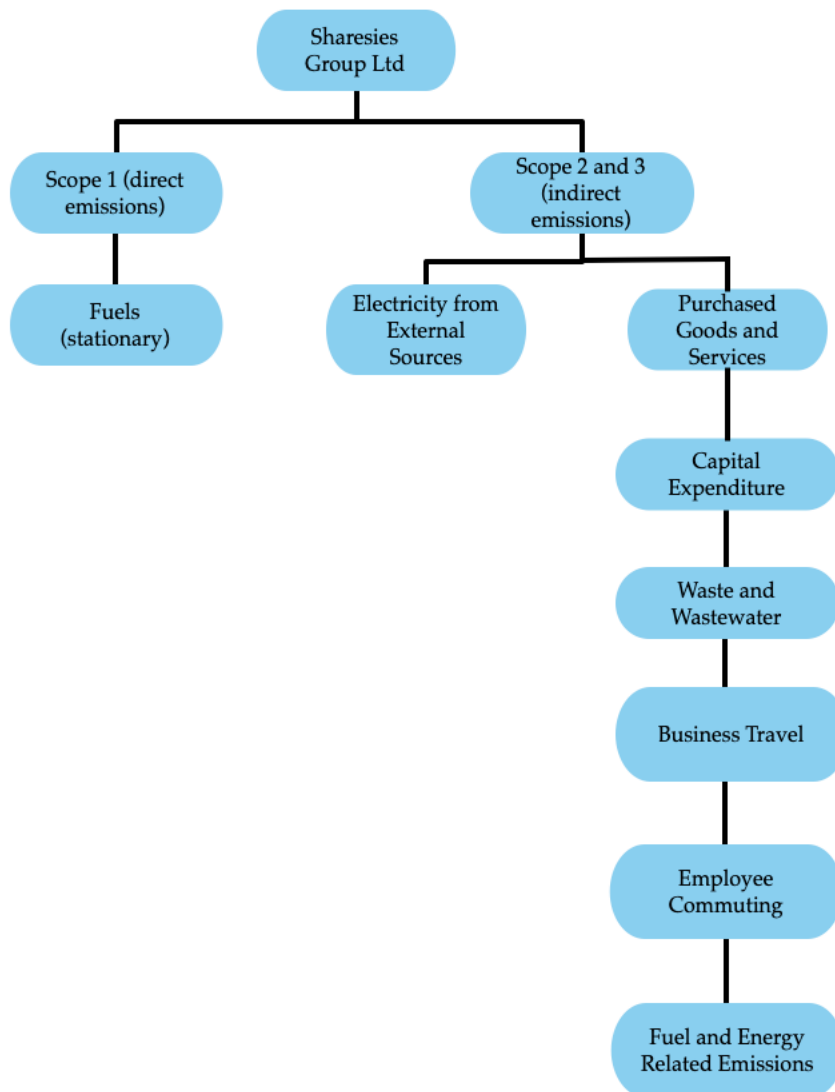 Sharesies
Group Ltd
Scope 1 (direct
emissions)
Scope 2 and 3
(indirect
emissions)
Fuels
(stationary)
Electricity from
External
Sources
Purchased
Goods and
Services
Capital
Expenditure
Waste and
Wastewater
Business Travel
Employee
Commuting
Fuel and Energy
Related Emissions